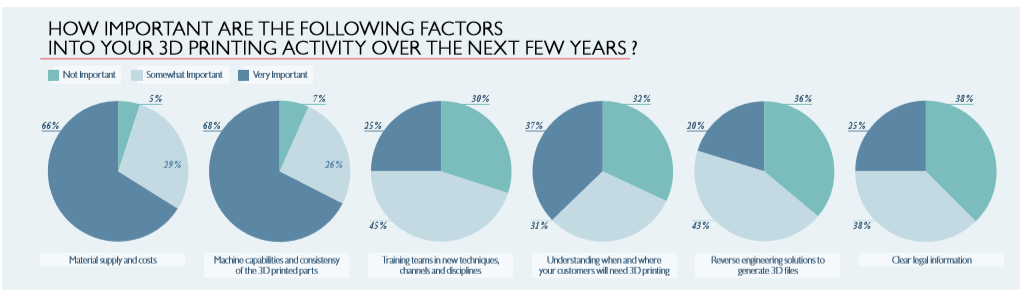 HOW IMPORTANT ARE THE FOLLOWING FACTORS
INTO YOUR 3D PRINTING ACTIVITY OVER THE NEXT FEW YEARS ?
Not Important
Somewhat Important
Very Important
5%
29%
66%
Material supply and costs
7%
26%
68%
Machine capabilities and consistensy
of the 3D printed parts
30%
45%
25%
Training teams in new techniques,
channels and disciplines
32%
31%
37%
Understanding when and where
your customers will need 3D printing
36%
43%
20%
Reverse engineering solutions to
generate 3D files
38%
38%
25%
Clear legal information